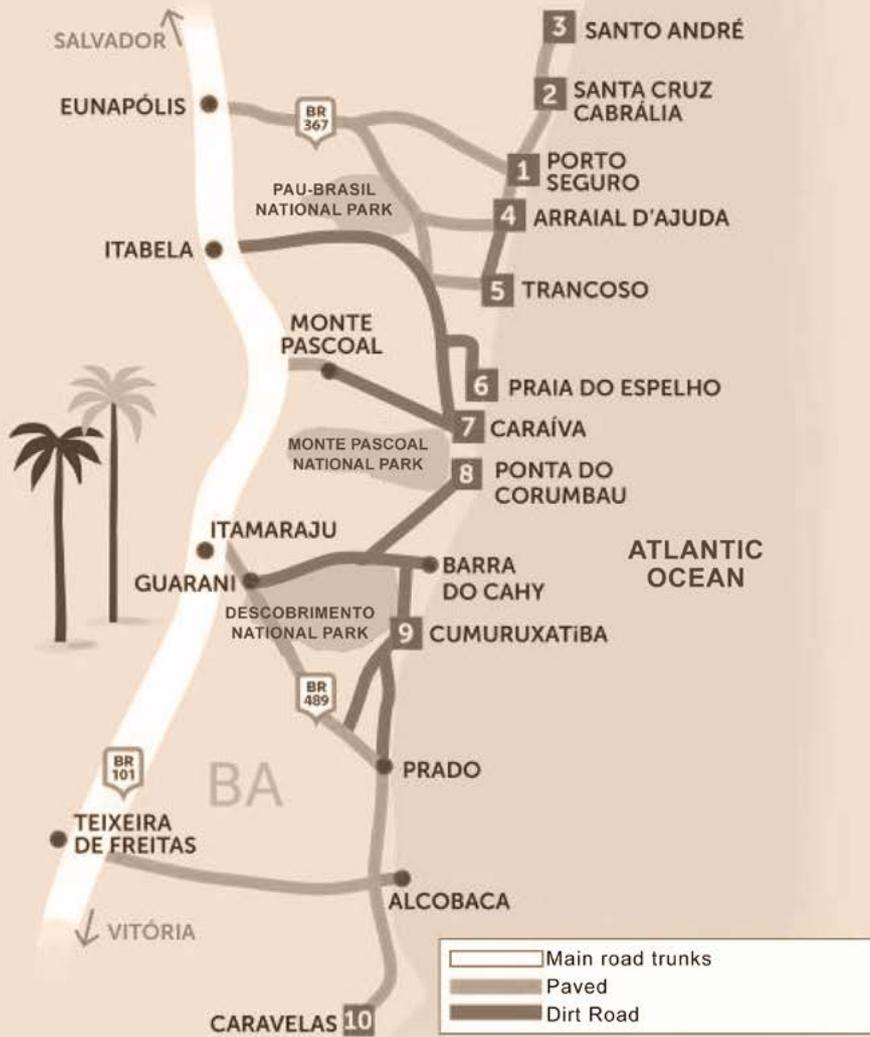 SALVADOR
3 SANTO ANDRÉ
2 SANTA CRUZ
CABRÁLIA
EUNAPÓLIS
BR
367
1 PORTO
SEGURO
PAU-BRASIL
NATIONAL PARK
4 ARRAIAL D'AJUDA
ITABELA
5 TRANCOSO
MONTE
PASCOAL
6 PRAIA DO ESPELHO
7 CARAÍVA
MONTE PASCOAL
NATIONAL PARK
8 PONTA DO
CORUMBAU
ITAMARAJU
ATLANTIC
OCEAN
GUARANI
BARRA
DO CAHY
DESCOBRIMENTO
NATIONAL PARK
9 CUMURUXATiBA
BR
489
BR
101
BA
PRADO
TEIXEIRA
DE FREITAS
ALCOBACA
VITÓRIA
CARAVELAS 10
Main road trunks
Paved
Dirt Road